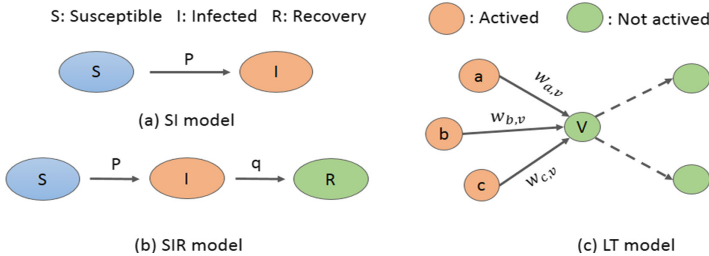 S: Susceptible I: Infected R: Recovery
S P I
(a) SI model
S P I q R
(b) SIR model
: Actived : Not actived
a w_{a,v}
b w_{b,v} V
c w_{c,v}
(c) LT model